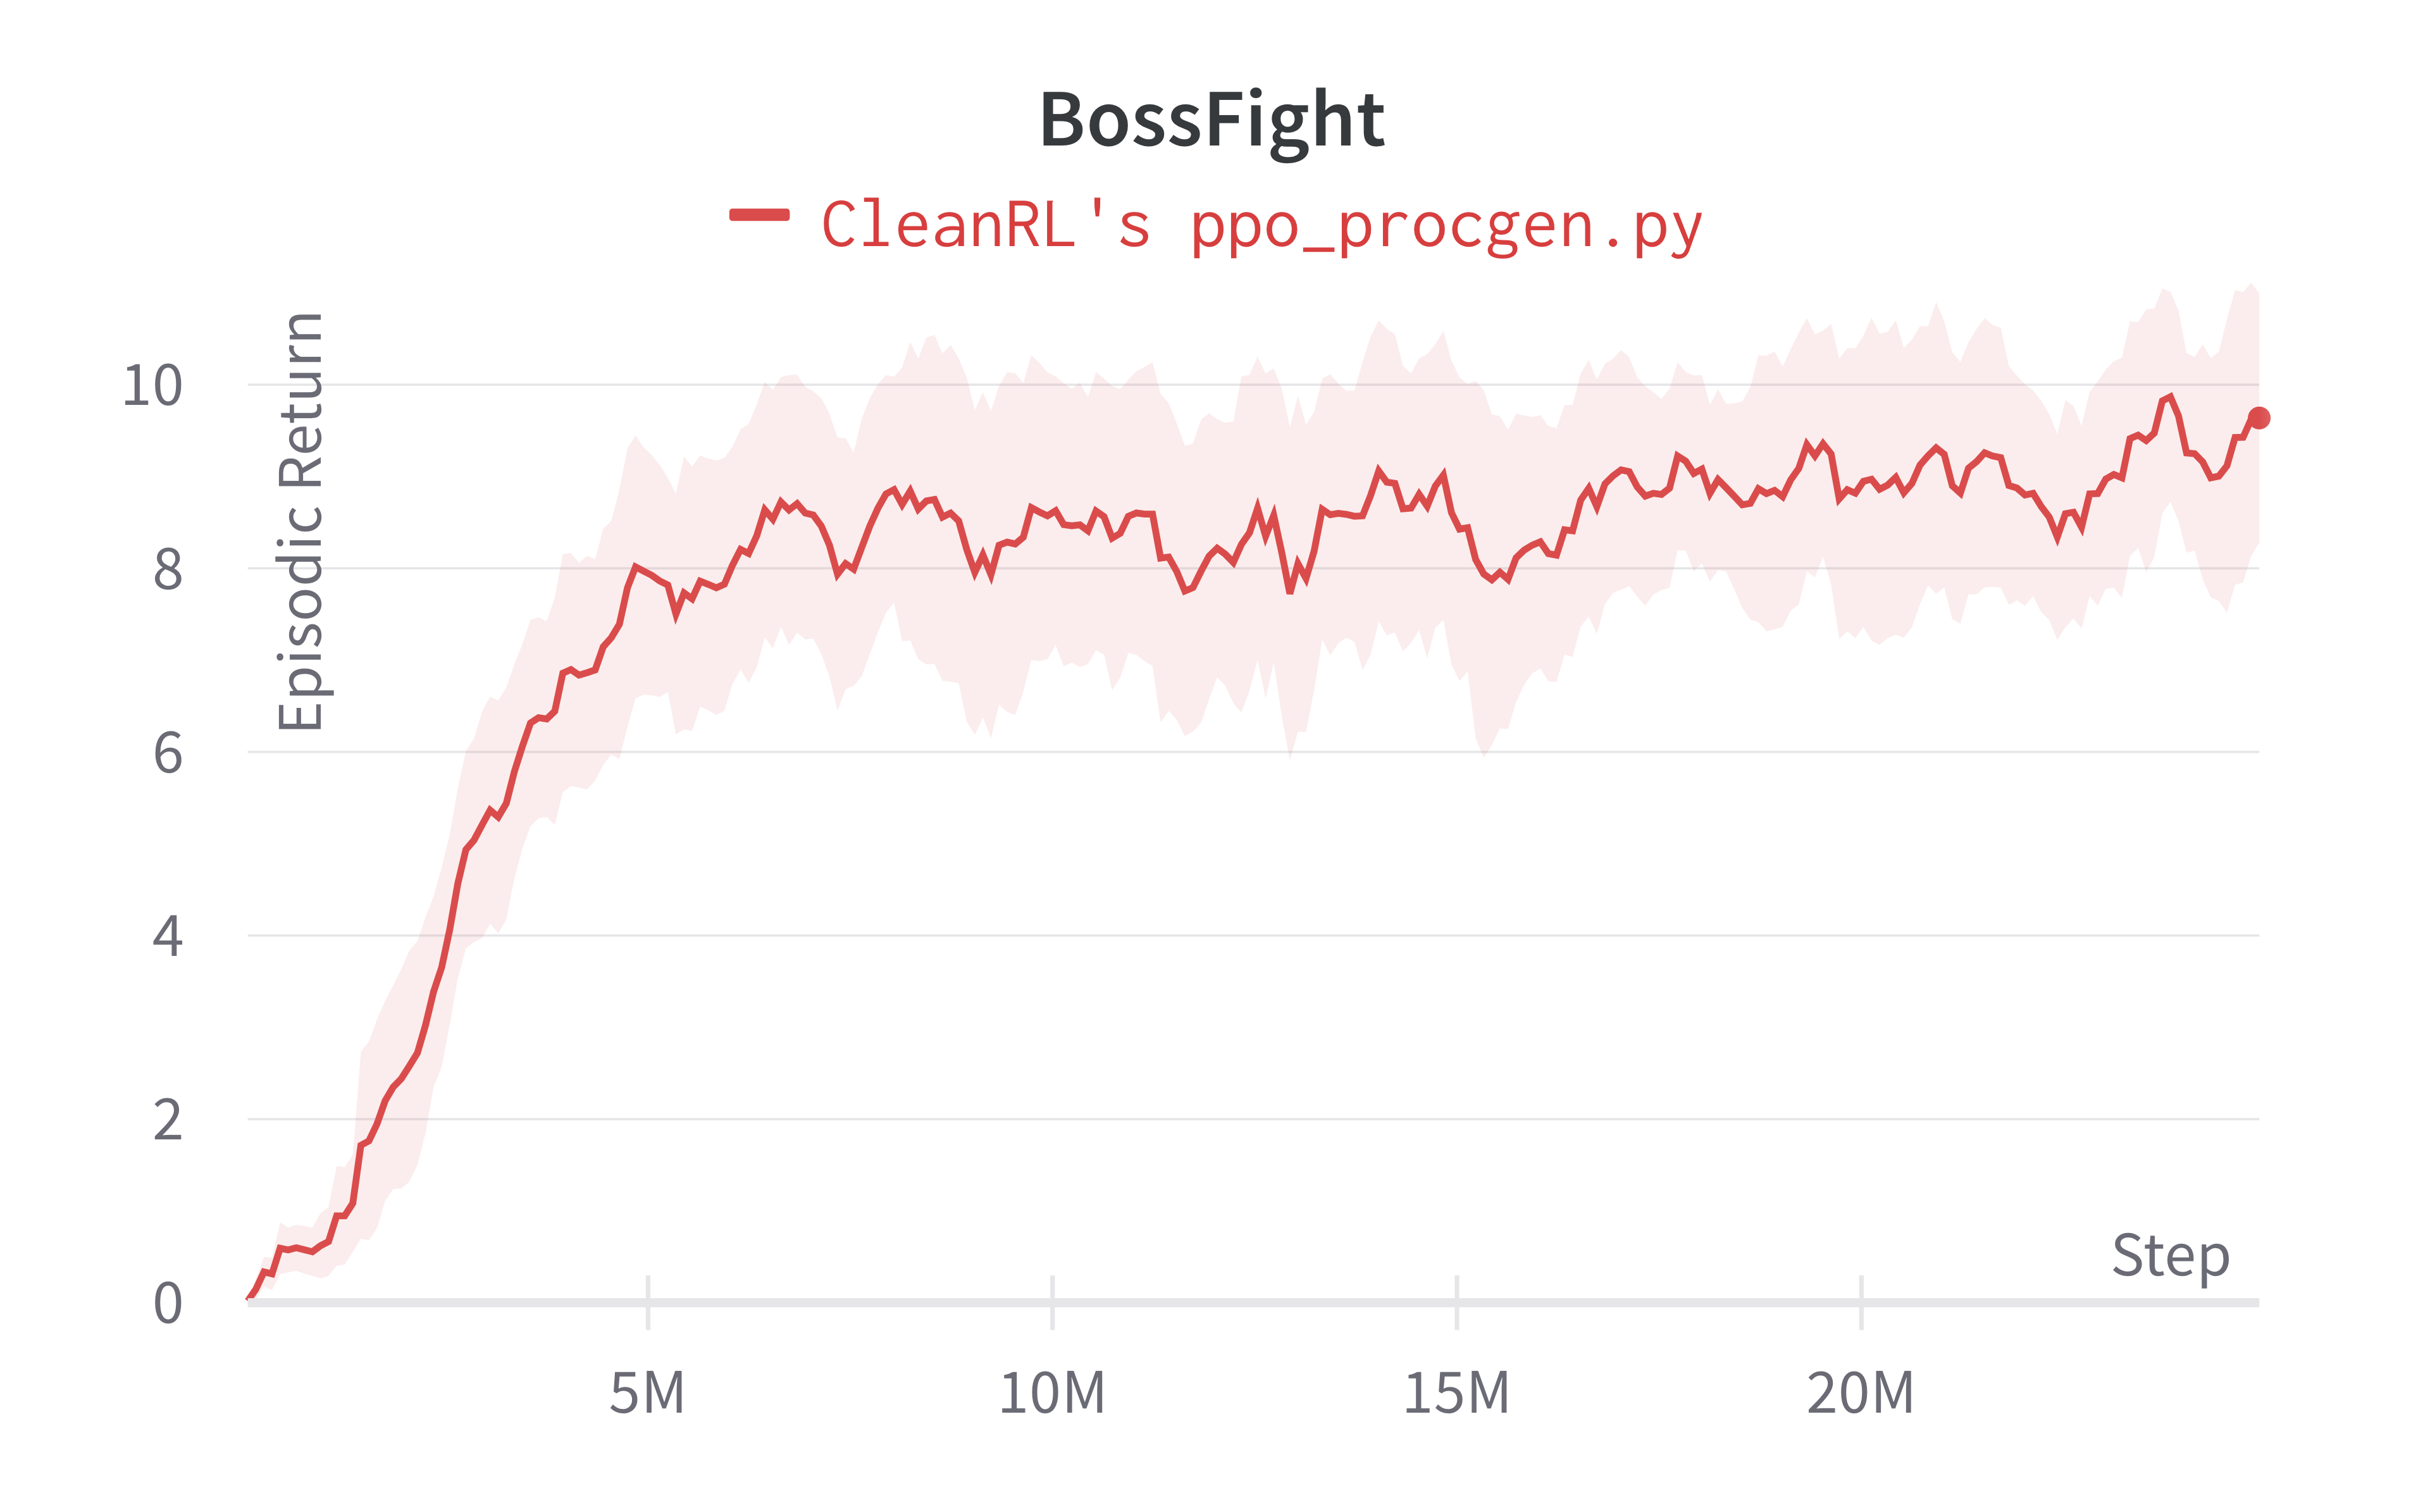 BossFight
CleanRL's ppo_procgen.py
Episodic Return
10
8
6
4
2
0
Step
5M 10M 15M 20M